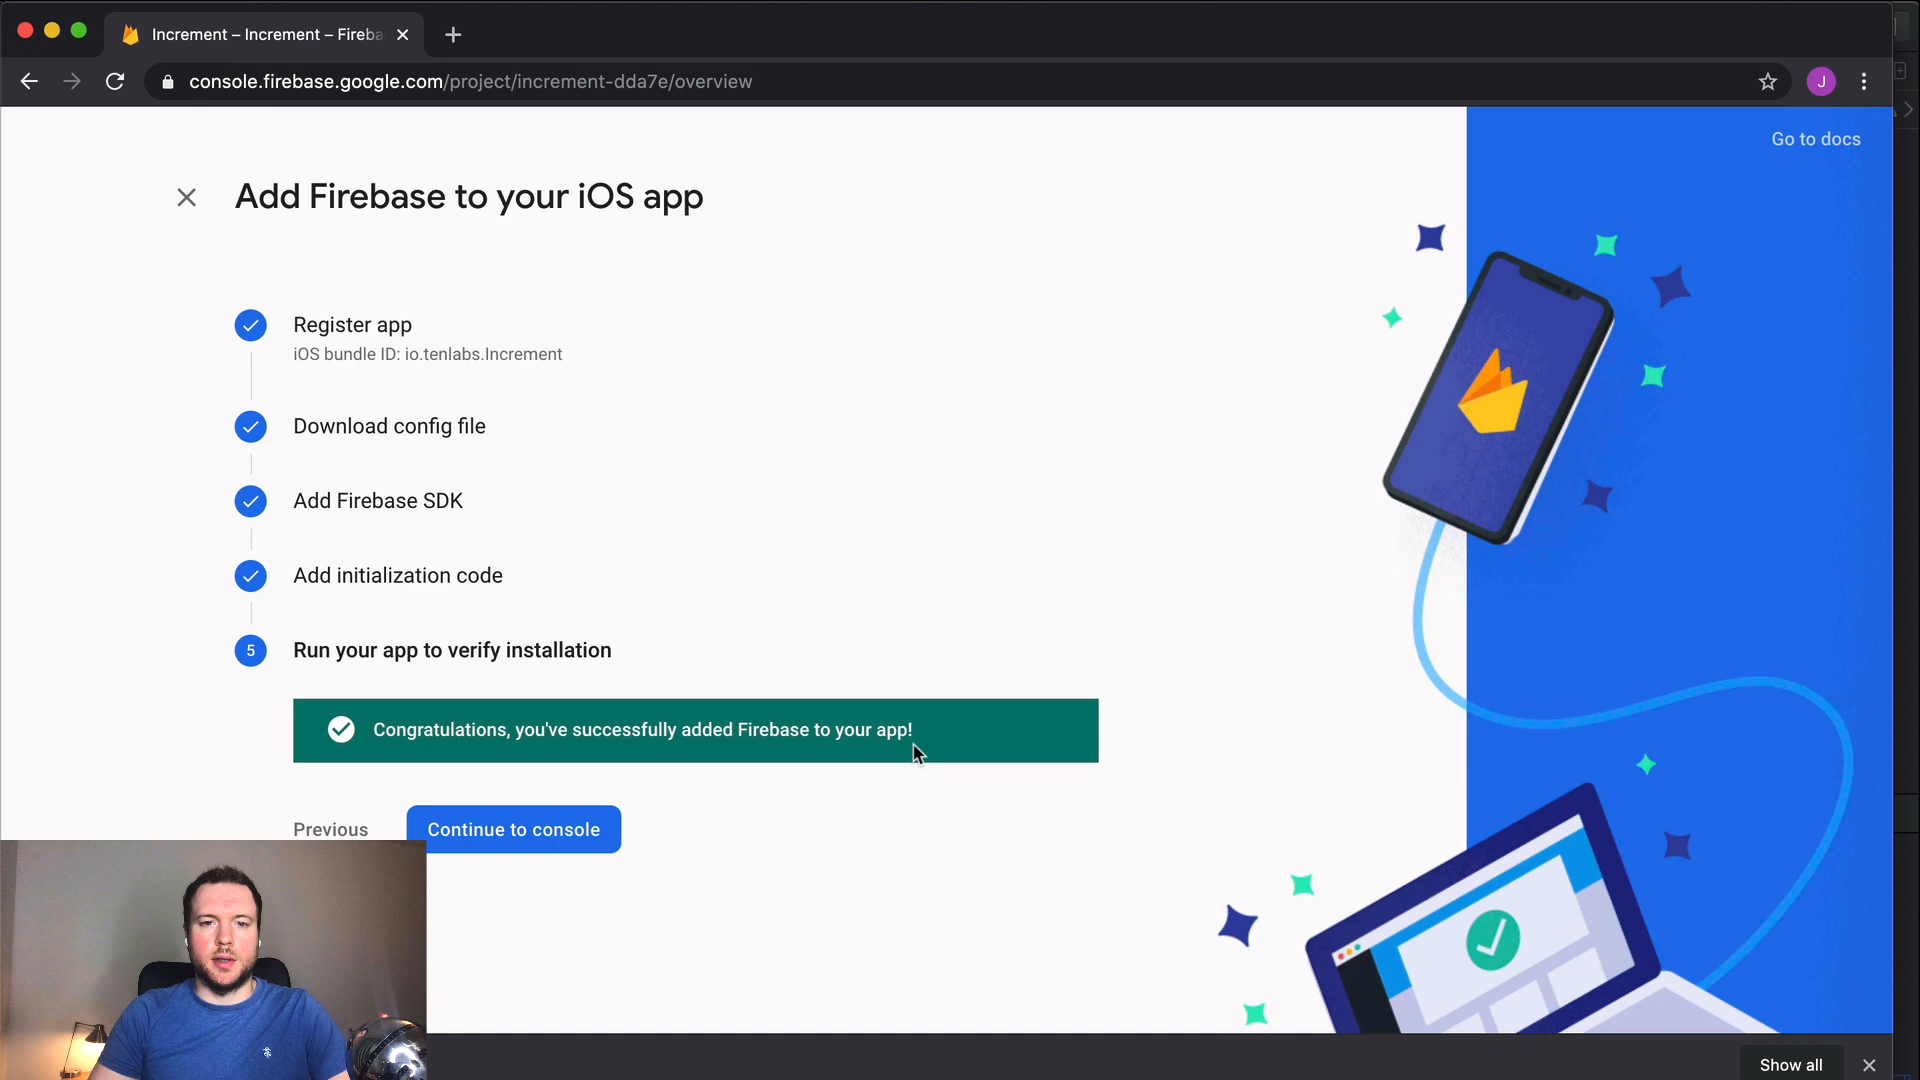 Increment – Increment – Fireba
console.firebase.google.com/project/increment-dda7e/overview
J
Go to docs
Add Firebase to your iOS app
Register app
iOS bundle ID: io.tenlabs.Increment
Download config file
Add Firebase SDK
Add initialization code
5 Run your app to verify installation
Congratulations, you've successfully added Firebase to your app!
Previous Continue to console
Show all